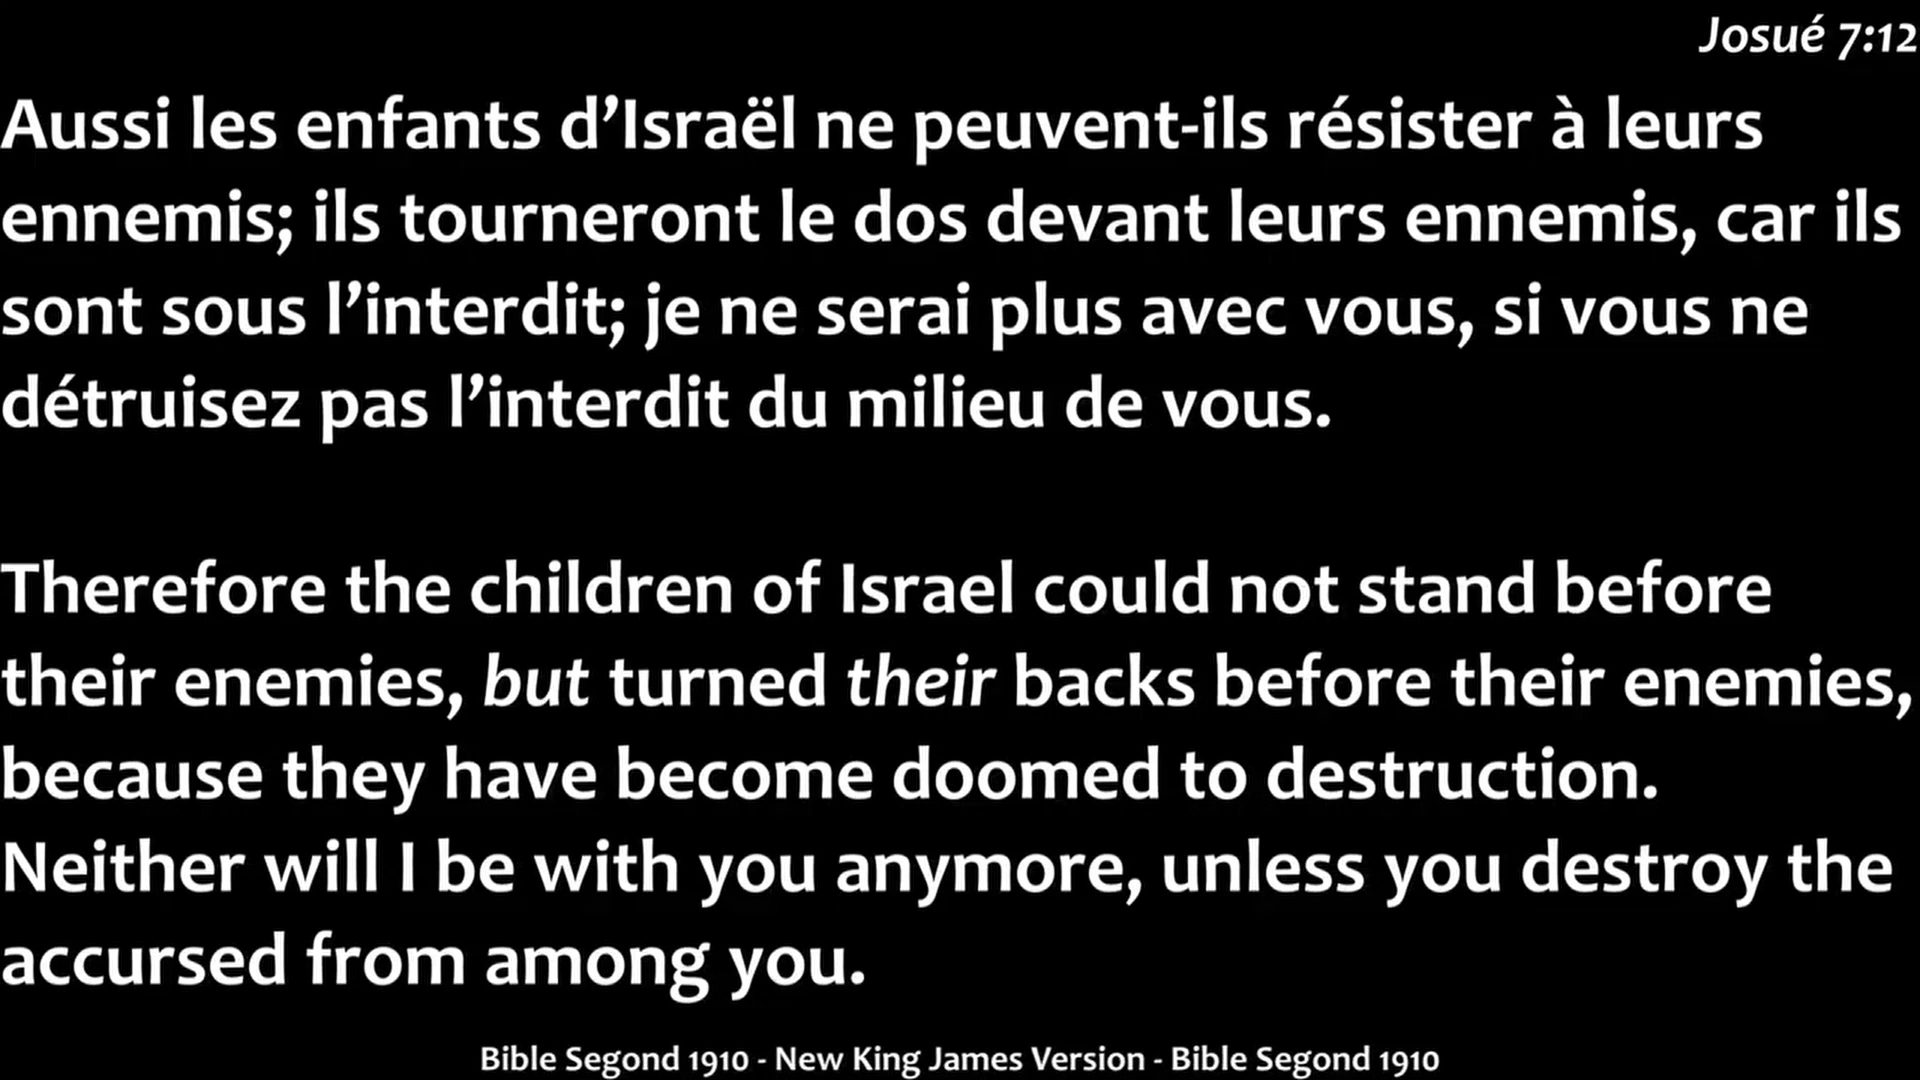 Josué 7:12
Aussi les enfants d’Israël ne peuvent-ils résister à leurs
ennemis; ils tourneront le dos devant leurs ennemis, car ils
sont sous l’interdit; je ne serai plus avec vous, si vous ne
détruisez pas l’interdit du milieu de vous.
Therefore the children of Israel could not stand before
their enemies, but turned their backs before their enemies,
because they have become doomed to destruction.
Neither will I be with you anymore, unless you destroy the
accursed from among you.
Bible Segond 1910 - New King James Version - Bible Segond 1910